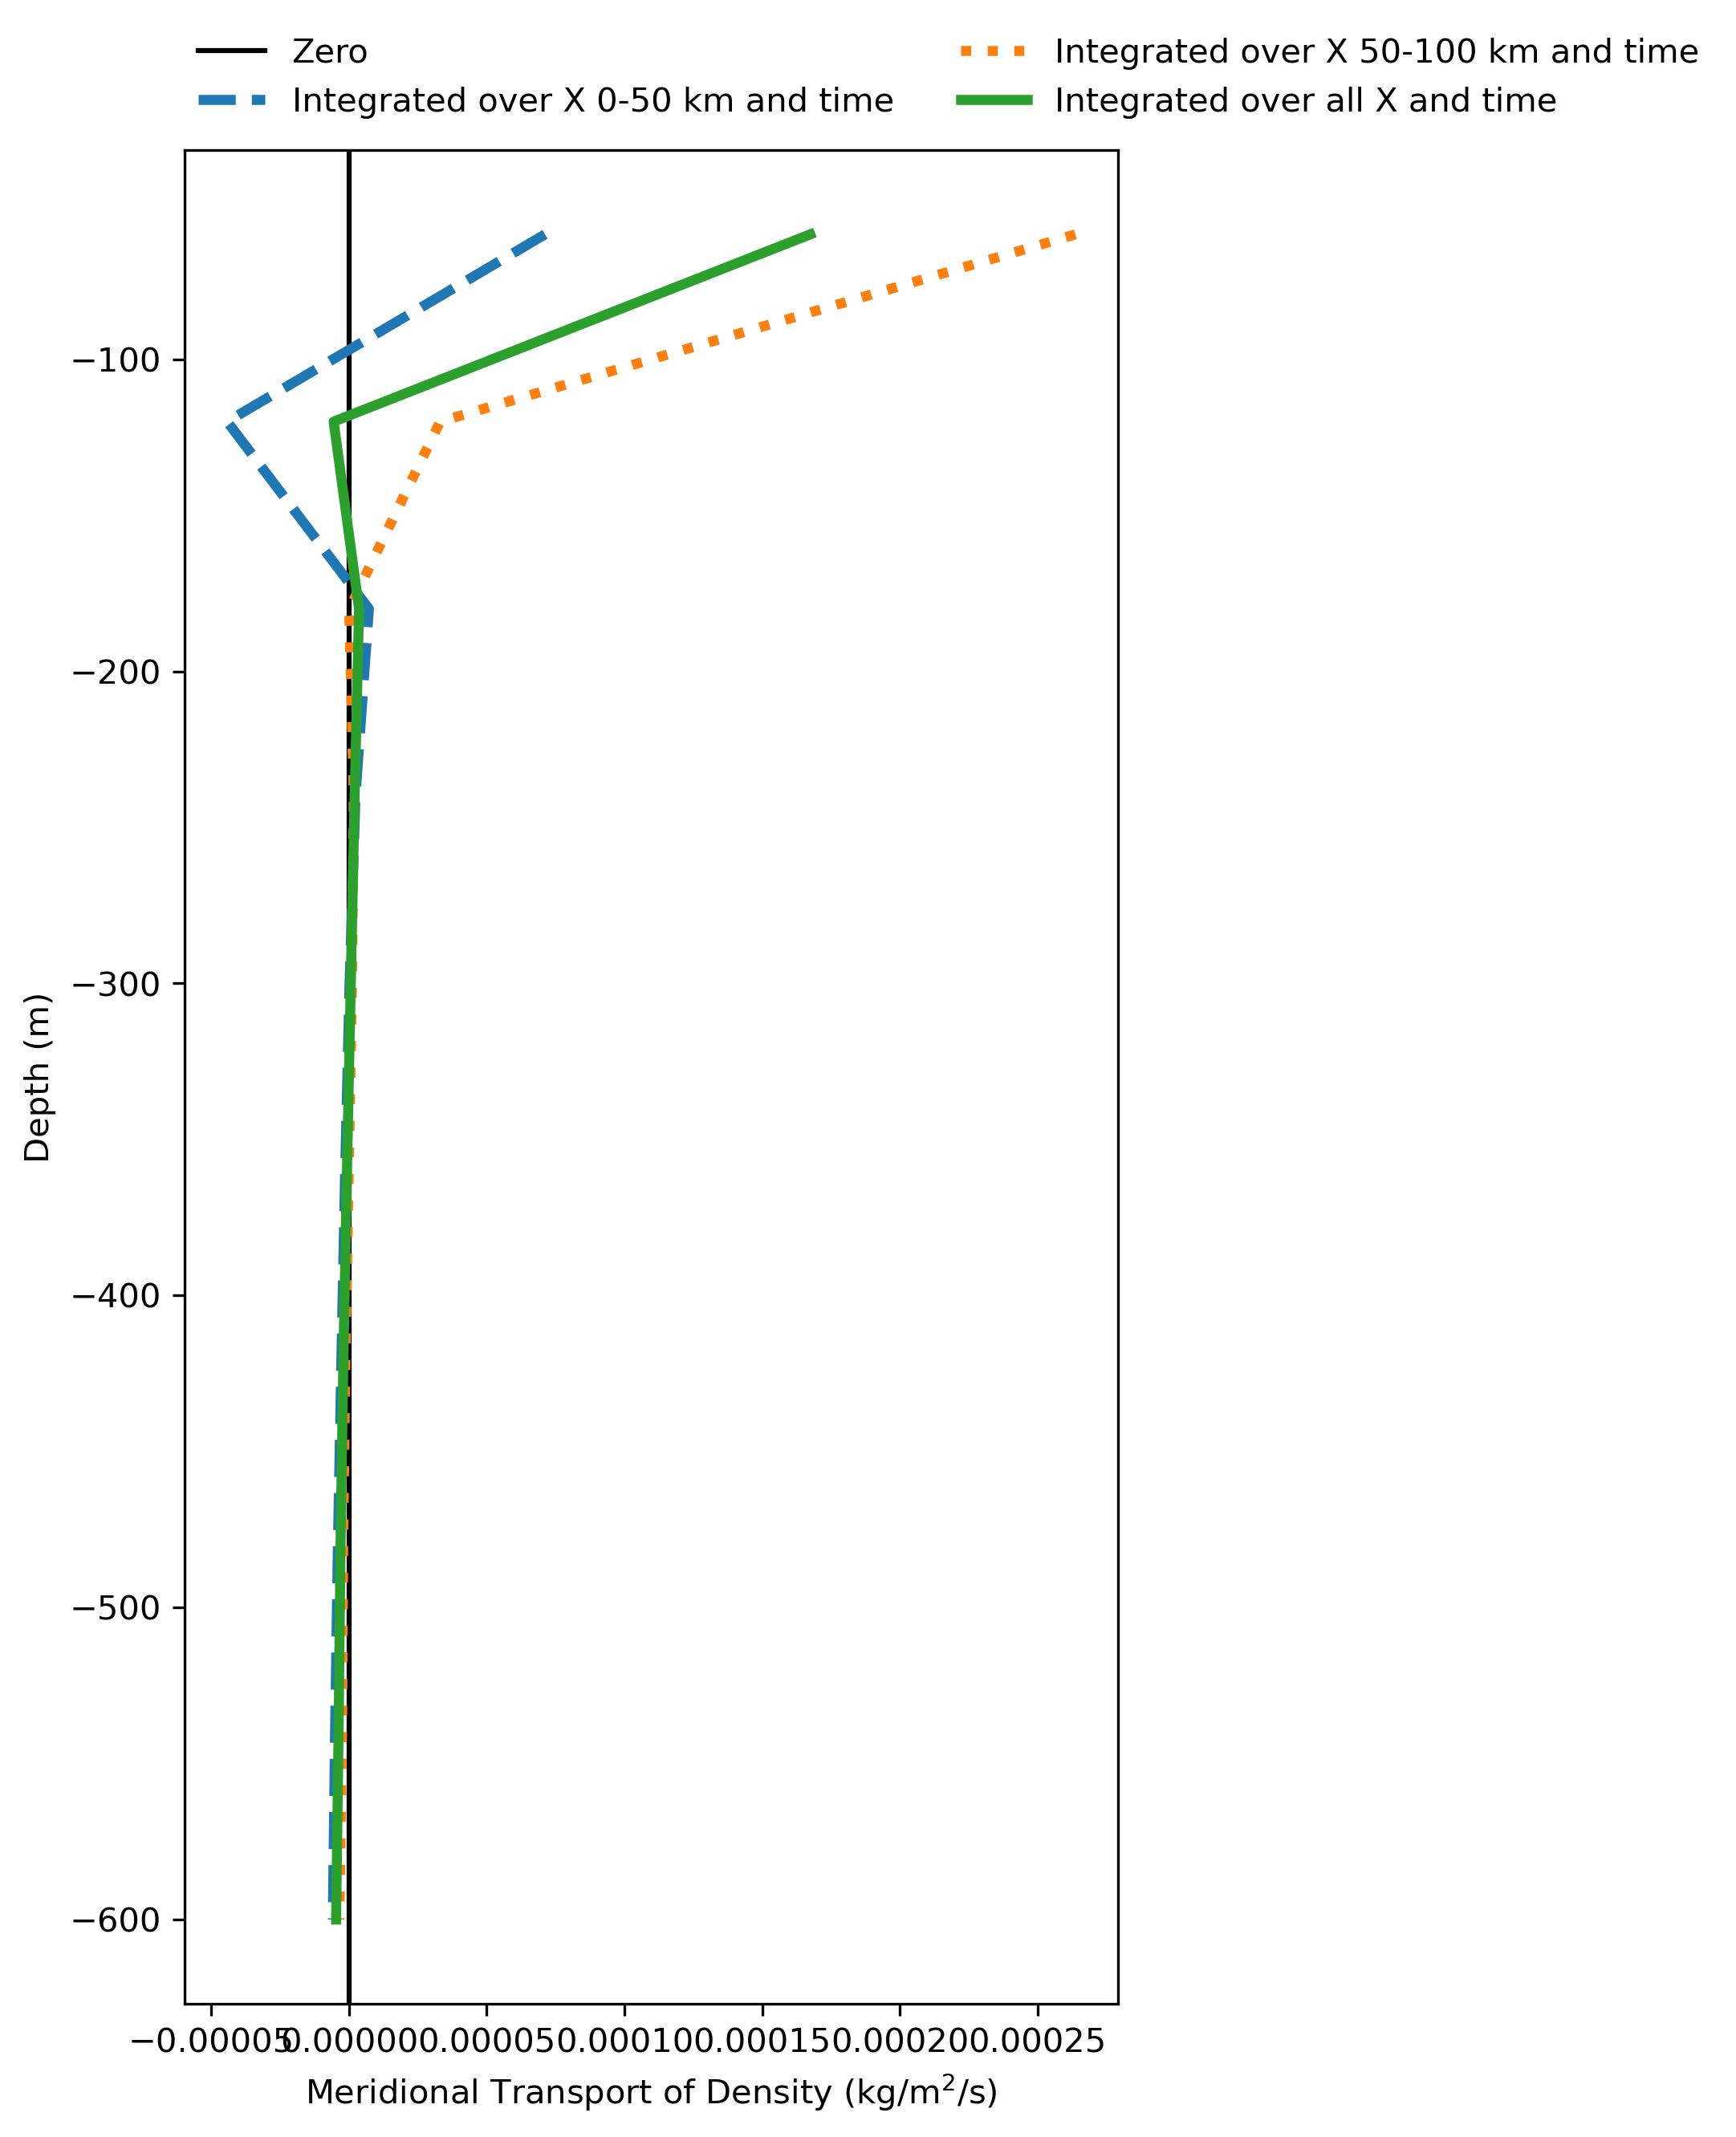 Zero
Integrated over X 0-50 km and time
Integrated over X 50-100 km and time
Integrated over all X and time
−100
−200
−300
−400
−500
−600
Depth (m)
−0.00005 0.00000 0.00005 0.00010 0.00015 0.00020 0.00025
Meridional Transport of Density (kg/m²/s)